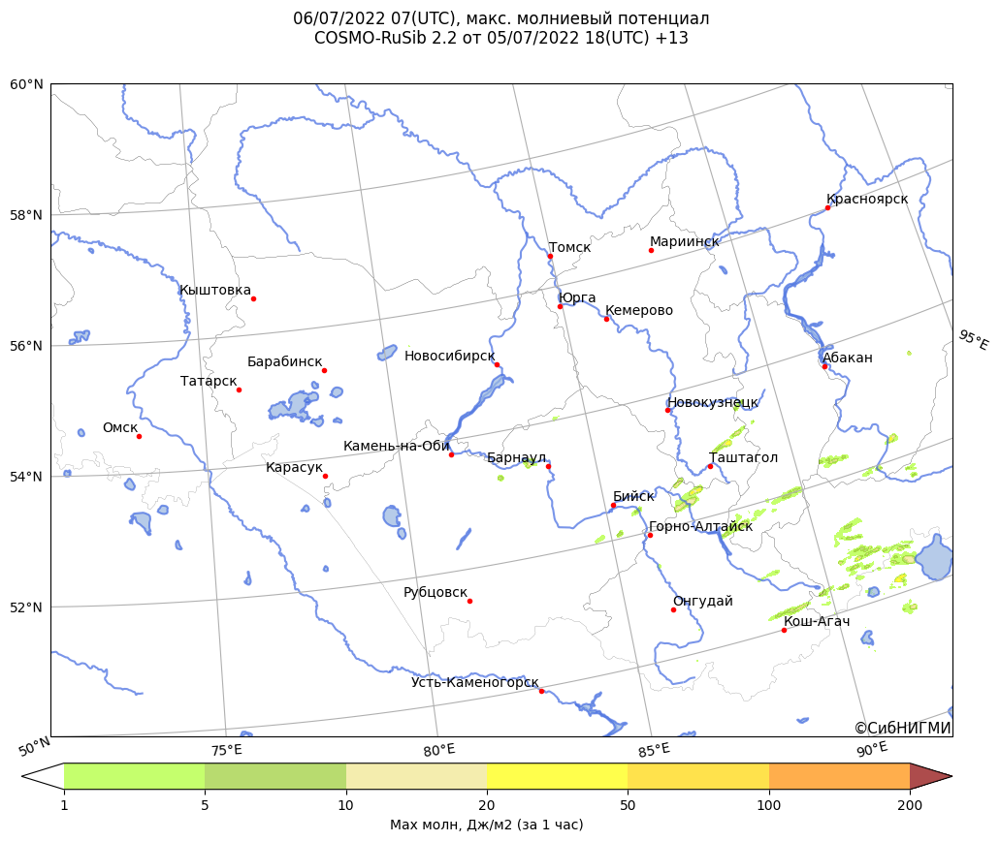 06/07/2022 07(UTC), макс. молниевый потенциал
COSMO-RuSib 2.2 от 05/07/2022 18(UTC) +13
60°N
58°N
Красноярск
Томск
Мариинск
Кыштовка
Юрга
Кемерово
95°E
56°N
Новосибирск
Барабинск
Абакан
Татарск
Новокузнецк
Омск
Камень-на-Оби
Барнаул
Таштагол
Карасук
54°N
Бийск
Горно-Алтайск
Рубцовск
Онгудай
52°N
Кош-Агач
Усть-Каменогорск
©СибНИГМИ
50°N
75°E
80°E
85°E
90°E
1 5 10 20 50 100 200
Мах молн, Дж/м2 (за 1 час)